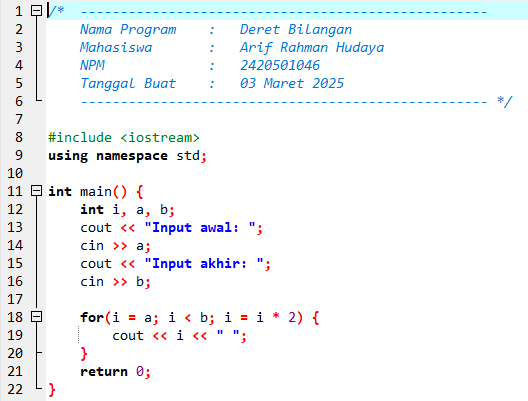 1 /* ---------------------------------------------------
2 Nama Program    :   Deret Bilangan
3 Mahasiswa       :   Arif Rahman Hudaya
4 NPM             :   2420501046
5 Tanggal Buat    :   03 Maret 2025
6 --------------------------------------------------- */
7
8 #include <iostream>
9 using namespace std;
10
11 int main() {
12     int i, a, b;
13     cout << "Input awal: ";
14     cin >> a;
15     cout << "Input akhir: ";
16     cin >> b;
17
18     for(i = a; i < b; i = i * 2) {
19         cout << i << " ";
20     }
21     return 0;
22 }